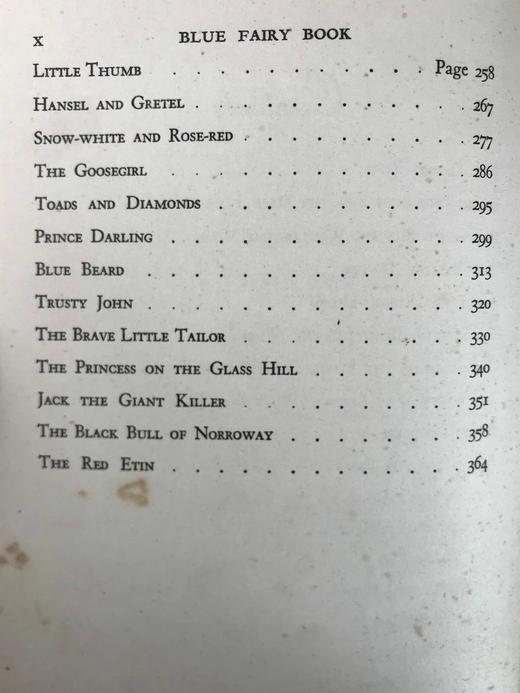 x BLUE FAIRY BOOK
Little Thumb . . . . . . . . . . Page 258
Hansel and Gretel . . . . . . . . . . 267
Snow-white and Rose-red . . . . . . . . 277
The Goosegirl . . . . . . . . . . . 286
Toads and Diamonds . . . . . . . . . 295
Prince Darling . . . . . . . . . . . 299
Blue Beard . . . . . . . . . . . 313
Trusty John . . . . . . . . . . . 320
The Brave Little Tailor . . . . . . . . 330
The Princess on the Glass Hill . . . . . . 340
Jack the Giant Killer . . . . . . . . 351
The Black Bull of Norroway . . . . . . 358
The Red Etin . . . . . . . . . . . 364